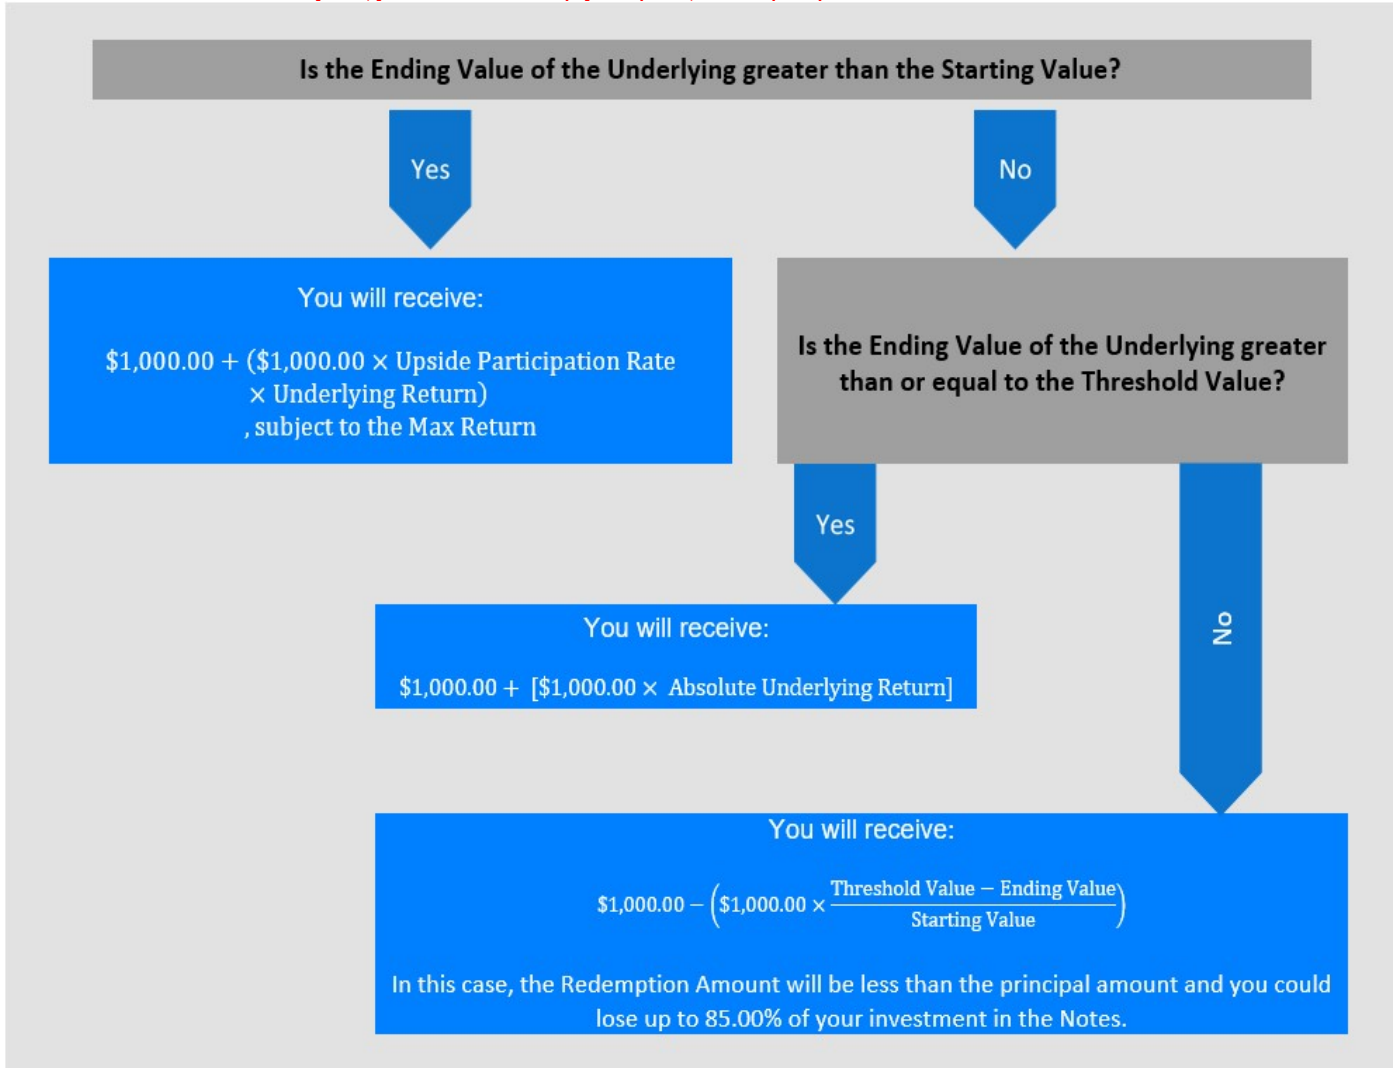 Is the Ending Value of the Underlying greater than the Starting Value?
Yes
No
You will receive:
$1,000.00 + ($1,000.00 × Upside Participation Rate
× Underlying Return)
, subject to the Max Return
Is the Ending Value of the Underlying greater
than or equal to the Threshold Value?
Yes
No
You will receive:
$1,000.00 + [$1,000.00 × Absolute Underlying Return]
You will receive:
$1,000.00 − ($1,000.00 × Threshold Value − Ending Value / Starting Value)
In this case, the Redemption Amount will be less than the principal amount and you could
lose up to 85.00% of your investment in the Notes.